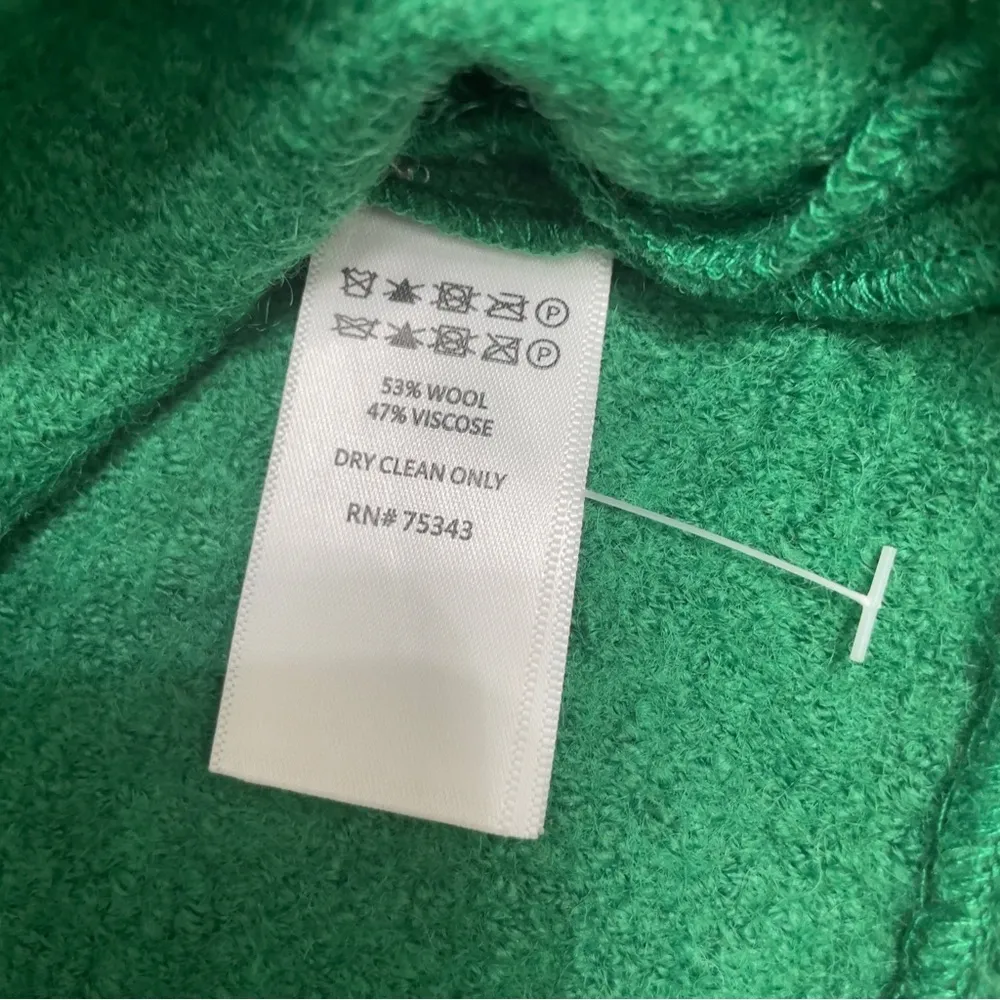 P
P
53% WOOL
47% VISCOSE
DRY CLEAN ONLY
RN# 75343